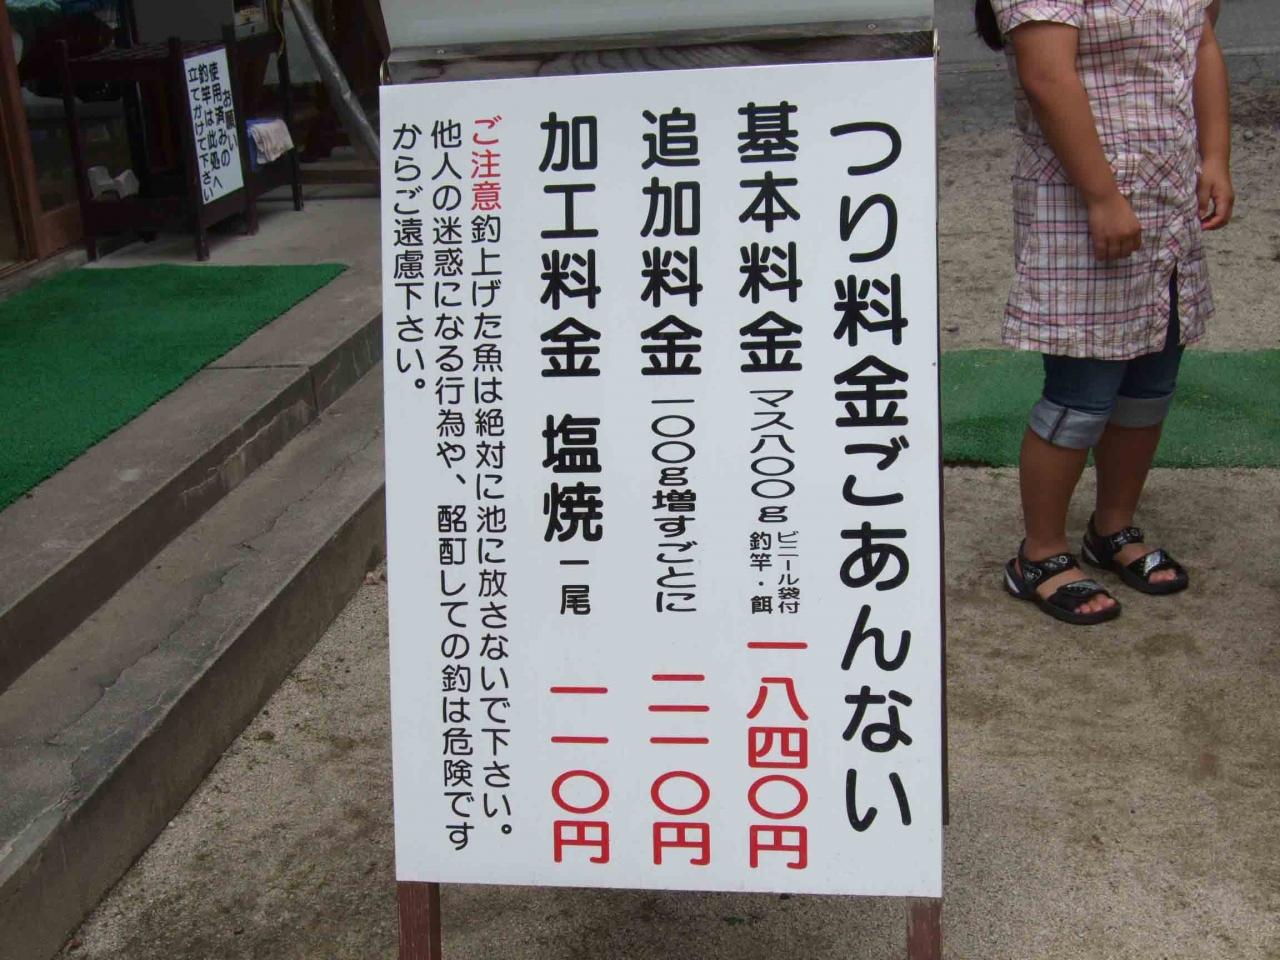 つり料金ごあんない
基本料金 マス八〇〇g ビニール袋付 釣竿・餌 一八四〇円
追加料金 一〇〇g増すごとに 二一〇円
加工料金 塩焼 一尾 一一〇円
ご注意 釣上げた魚は絶対に池に放さないで下さい。
他人の迷惑になる行為や、酩酊しての釣は危険です
からご遠慮下さい。
お願い
使用済みの
釣竿は此処へ
立てかけて下さい